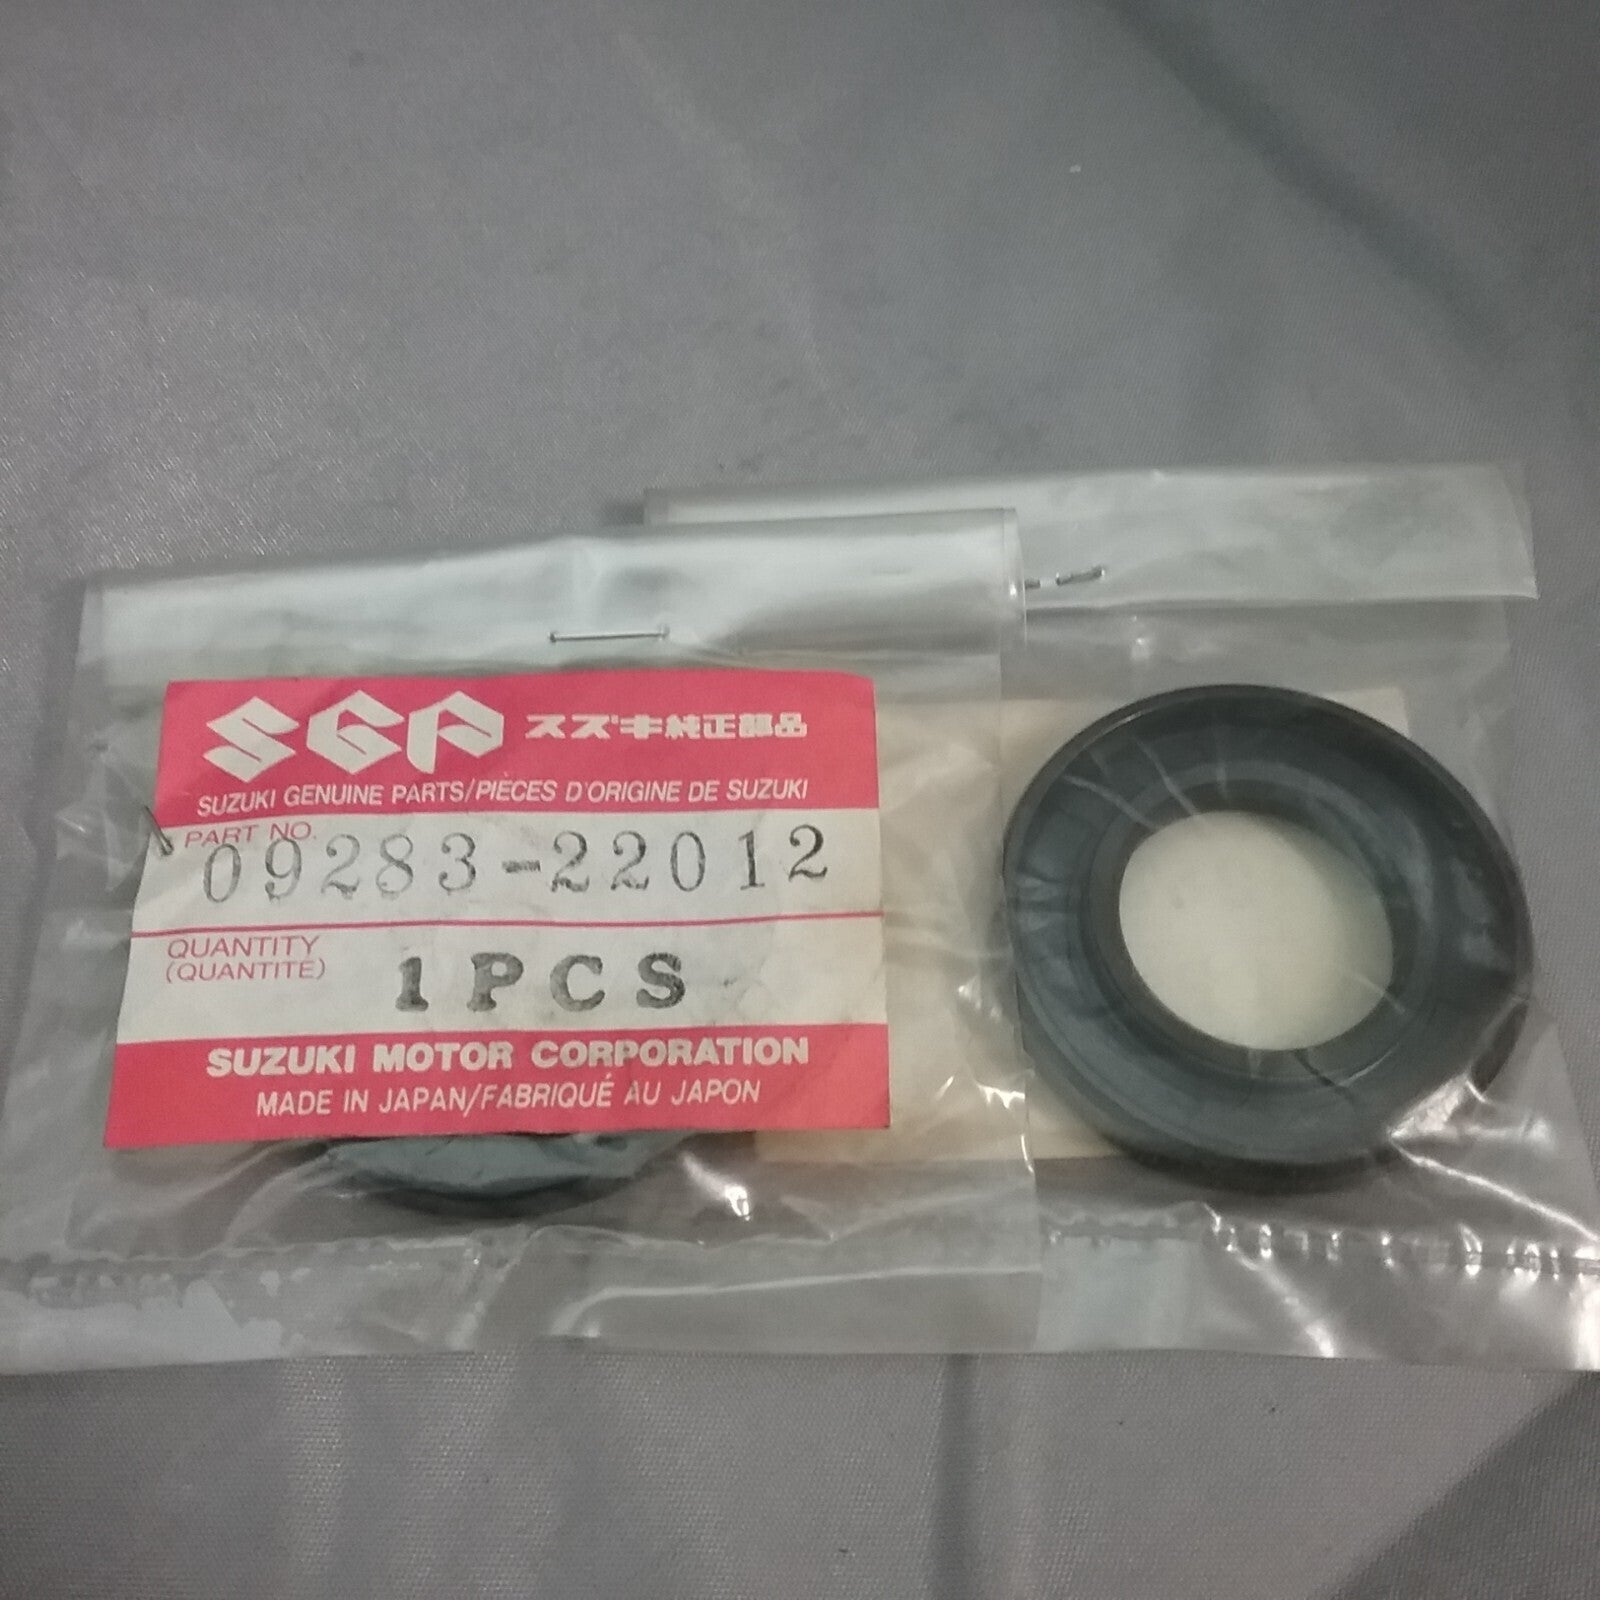 SGP スズキ純正部品
SUZUKI GENUINE PARTS/PIÈCES D'ORIGINE DE SUZUKI
PART NO.
09283-22012
QUANTITY
(QUANTITE)
1PCS
SUZUKI MOTOR CORPORATION
MADE IN JAPAN/FABRIQUÉ AU JAPON